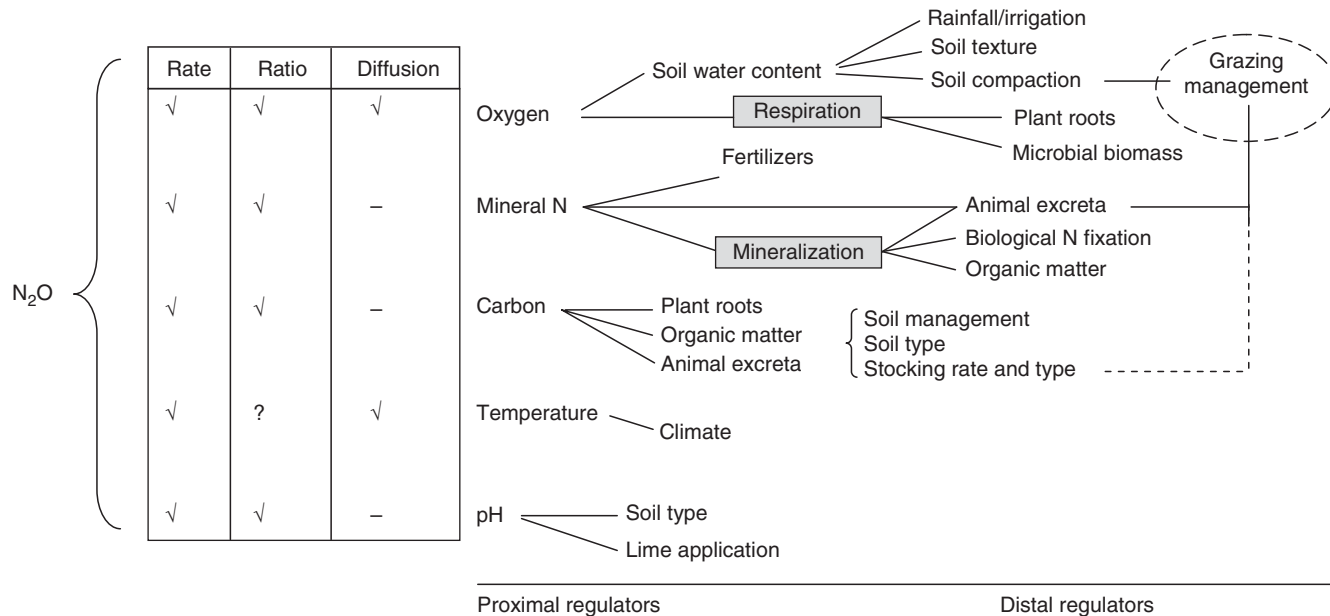 Rate Ratio Diffusion
√ √ √
√ √ –
√ √ –
√ ? √
√ √ –
N₂O
Oxygen
Soil water content
Rainfall/irrigation
Soil texture
Soil compaction
Grazing
management
Respiration
Plant roots
Microbial biomass
Mineral N
Fertilizers
Animal excreta
Mineralization
Biological N fixation
Organic matter
Carbon
Plant roots
Organic matter
Animal excreta
Soil management
Soil type
Stocking rate and type
Temperature
Climate
pH
Soil type
Lime application
Proximal regulators
Distal regulators